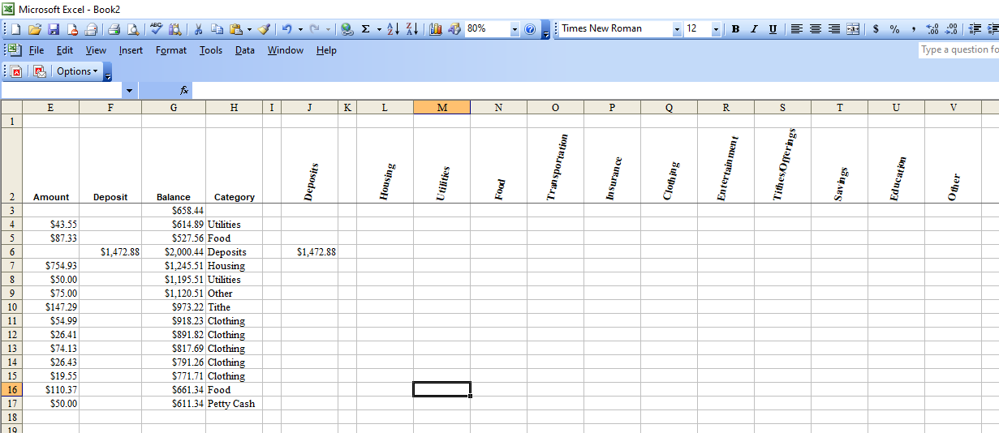 Microsoft Excel - Book2
ABC Σ A Z Z A 80% Times New Roman 12 B I U $ % ,
File Edit View Insert Format Tools Data Window Help Type a question fo
Options
fx
E F G H I J K L M N O P Q R S T U V
1
2 Amount Deposit Balance Category Deposits Housing Utilities Food Transportation Insurance Clothing Entertainment Tithes/Offerings Savings Education Other
3 $658.44
4 $43.55 $614.89 Utilities
5 $87.33 $527.56 Food
6 $1,472.88 $2,000.44 Deposits $1,472.88
7 $754.93 $1,245.51 Housing
8 $50.00 $1,195.51 Utilities
9 $75.00 $1,120.51 Other
10 $147.29 $973.22 Tithe
11 $54.99 $918.23 Clothing
12 $26.41 $891.82 Clothing
13 $74.13 $817.69 Clothing
14 $26.43 $791.26 Clothing
15 $19.55 $771.71 Clothing
16 $110.37 $661.34 Food
17 $50.00 $611.34 Petty Cash
18
19